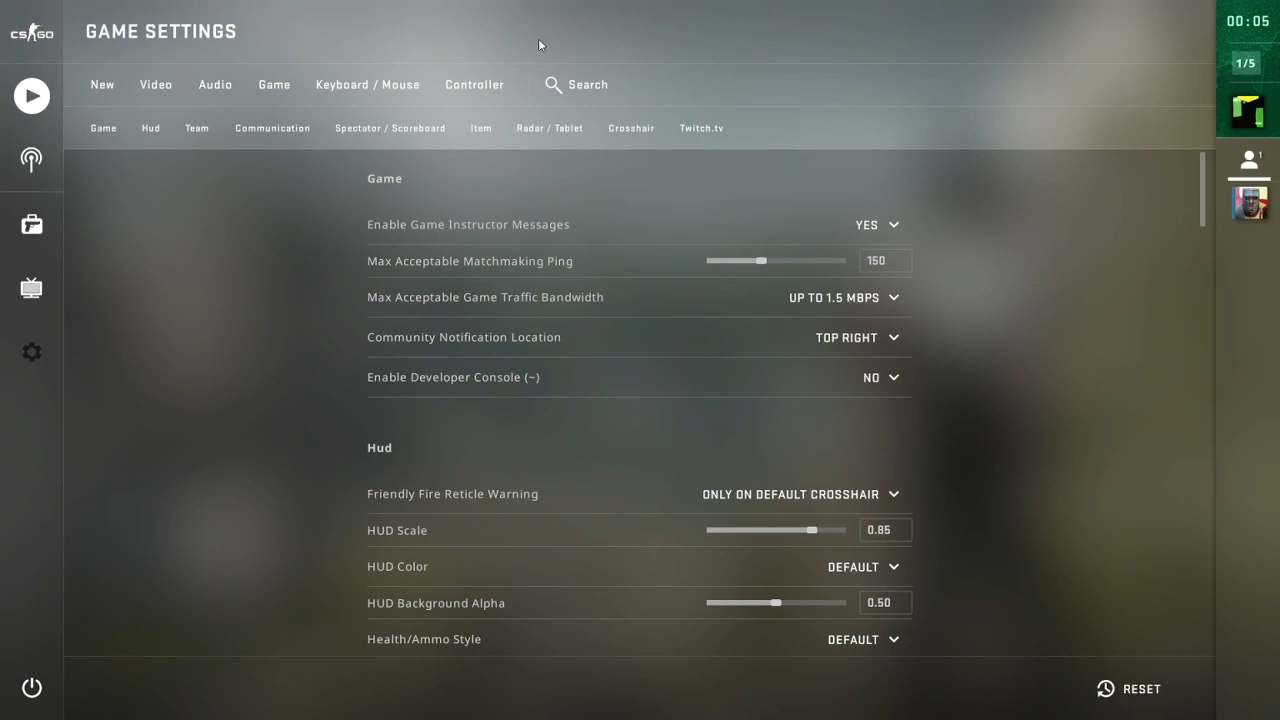 CS GO
GAME SETTINGS
00:05
1/5
New Video Audio Game Keyboard / Mouse Controller Search
Game Hud Team Communication Spectator / Scoreboard Item Radar / Tablet Crosshair Twitch.tv
1
Game
Enable Game Instructor Messages YES
Max Acceptable Matchmaking Ping 150
Max Acceptable Game Traffic Bandwidth UP TO 1.5 MBPS
Community Notification Location TOP RIGHT
Enable Developer Console (~) NO
Hud
Friendly Fire Reticle Warning ONLY ON DEFAULT CROSSHAIR
HUD Scale 0.85
HUD Color DEFAULT
HUD Background Alpha 0.50
Health/Ammo Style DEFAULT
RESET